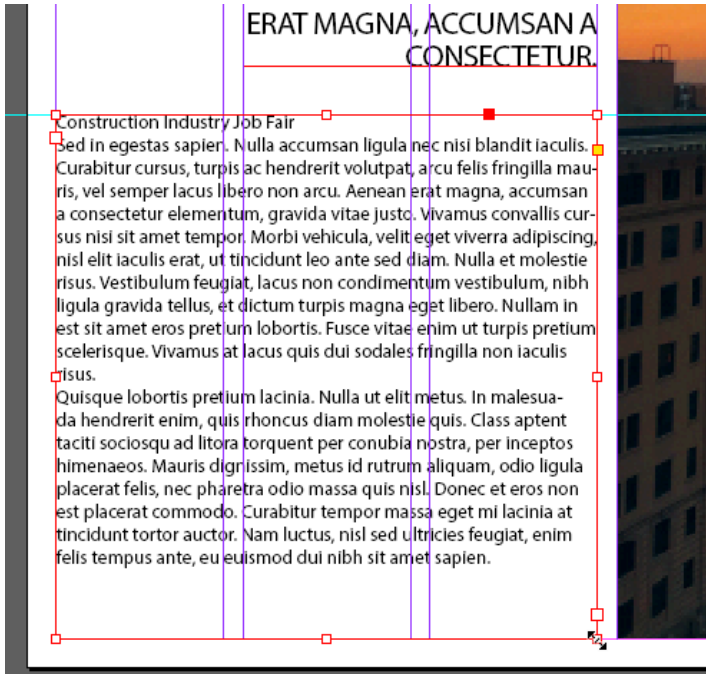 ERAT MAGNA, ACCUMSAN A
CONSECTETUR.
Construction Industry Job Fair
Sed in egestas sapien. Nulla accumsan ligula nec nisi blandit iaculis.
Curabitur cursus, turpis ac hendrerit volutpat, arcu felis fringilla mau-
ris, vel semper lacus libero non arcu. Aenean erat magna, accumsan
a consectetur elementum, gravida vitae justo. Vivamus convallis cur-
sus nisi sit amet tempor. Morbi vehicula, velit eget viverra adipiscing,
nisl elit iaculis erat, ut tincidunt leo ante sed diam. Nulla et molestie
risus. Vestibulum feugiat, lacus non condimentum vestibulum, nibh
ligula gravida tellus, et dictum turpis magna eget libero. Nullam in
est sit amet eros pretium lobortis. Fusce vitae enim ut turpis pretium
scelerisque. Vivamus at lacus quis dui sodales fringilla non iaculis
risus.
Quisque lobortis pretium lacinia. Nulla ut elit metus. In malesua-
da hendrerit enim, quis rhoncus diam molestie quis. Class aptent
taciti sociosqu ad litora torquent per conubia nostra, per inceptos
himenaeos. Mauris dignissim, metus id rutrum aliquam, odio ligula
placerat felis, nec pharetra odio massa quis nisl. Donec et eros non
est placerat commodo. Curabitur tempor massa eget mi lacinia at
tincidunt tortor auctor. Nam luctus, nisl sed ultricies feugiat, enim
felis tempus ante, eu euismod dui nibh sit amet sapien.